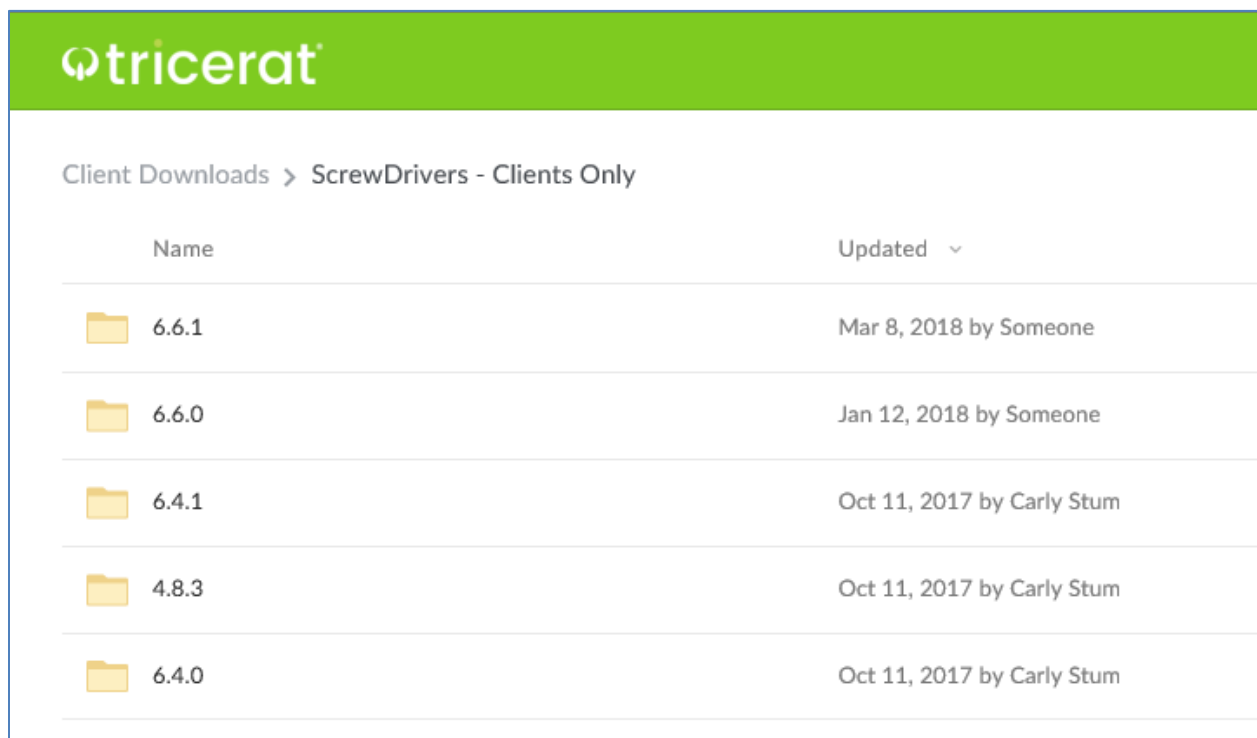 tricerat
Client Downloads > ScrewDrivers - Clients Only
Name Updated
6.6.1 Mar 8, 2018 by Someone
6.6.0 Jan 12, 2018 by Someone
6.4.1 Oct 11, 2017 by Carly Stum
4.8.3 Oct 11, 2017 by Carly Stum
6.4.0 Oct 11, 2017 by Carly Stum